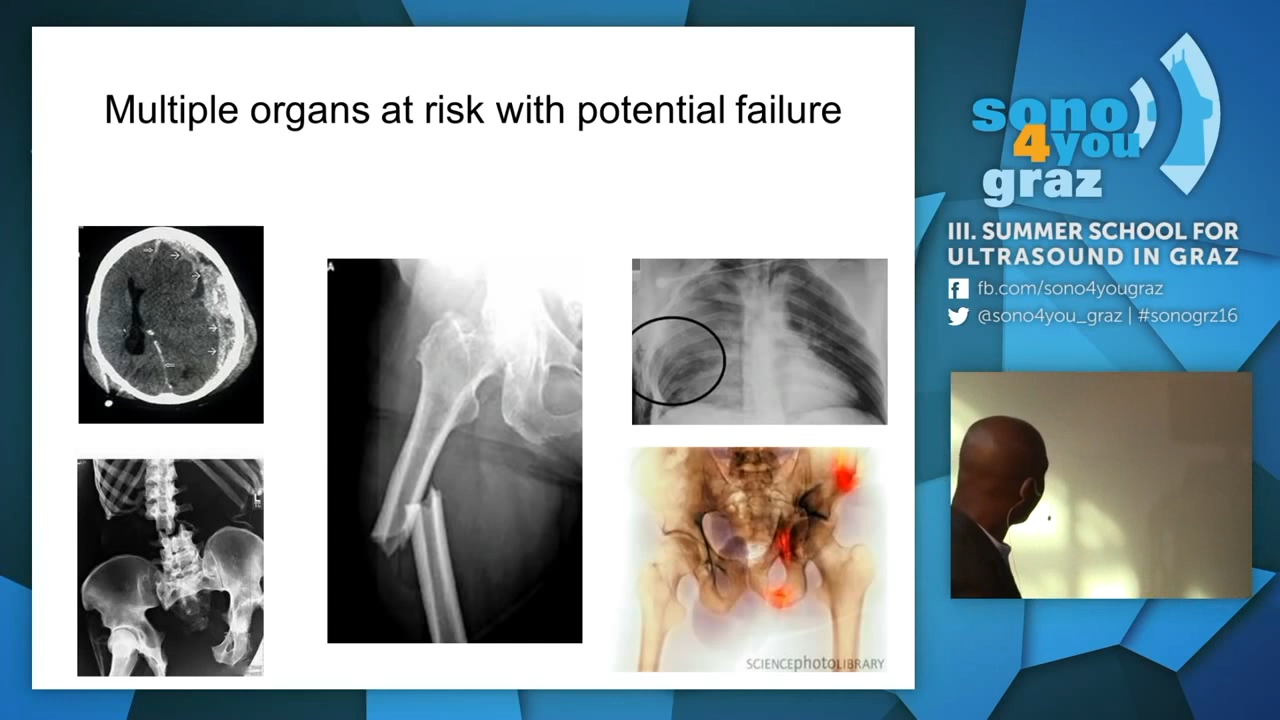 Multiple organs at risk with potential failure
L
SCIENCEphotoLIBRARY
sono
4you
graz
III. SUMMER SCHOOL FOR
ULTRASOUND IN GRAZ
fb.com/sono4yougraz
@sono4you_graz | #sonogrz16